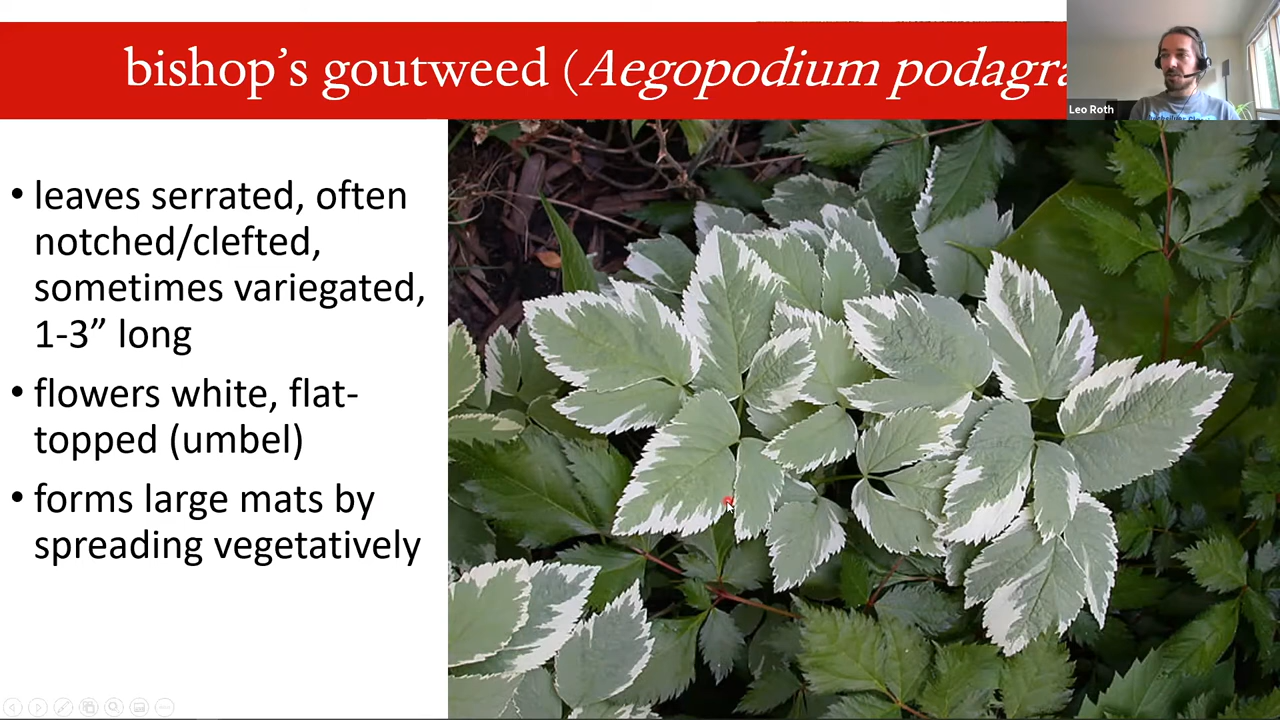 bishop’s goutweed (Aegopodium podagra
Leo Roth
• leaves serrated, often
notched/clefted,
sometimes variegated,
1-3” long
• flowers white, flat-
topped (umbel)
• forms large mats by
spreading vegetatively